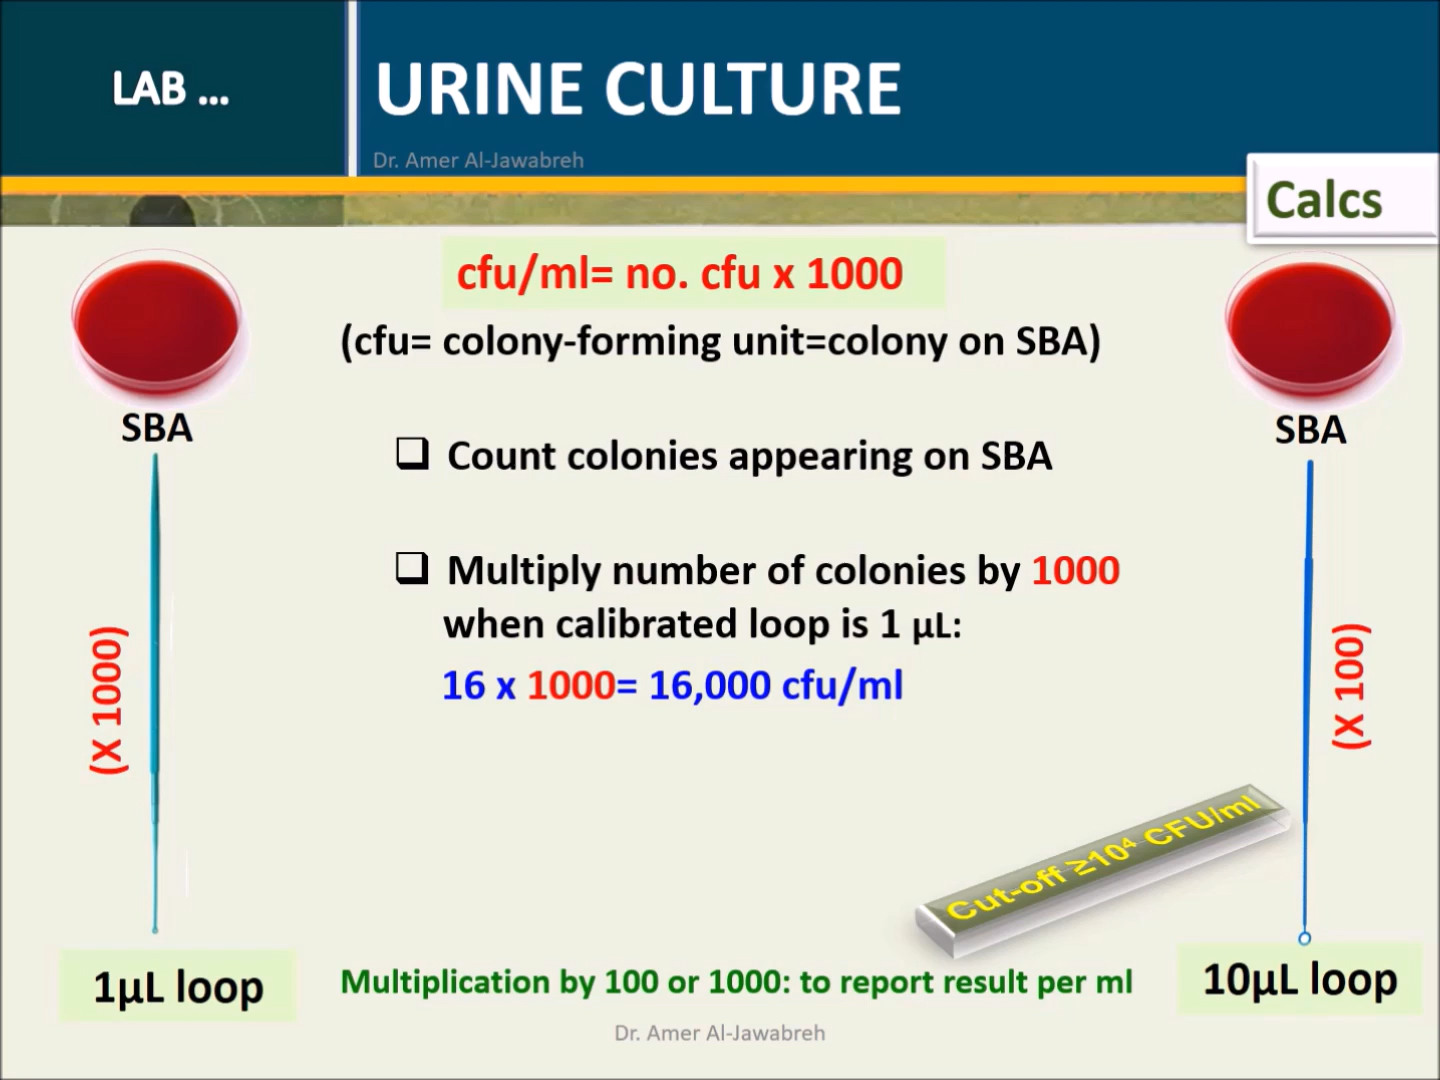 LAB ...
URINE CULTURE
Dr. Amer Al-Jawabreh
Calcs
cfu/ml= no. cfu x 1000
(cfu= colony-forming unit=colony on SBA)
SBA
SBA
❑ Count colonies appearing on SBA
❑ Multiply number of colonies by 1000
when calibrated loop is 1 µL:
16 x 1000= 16,000 cfu/ml
(X 1000)
(X 100)
Cut-off ≥10⁴ CFU/ml
1µL loop
Multiplication by 100 or 1000: to report result per ml
10µL loop
Dr. Amer Al-Jawabreh